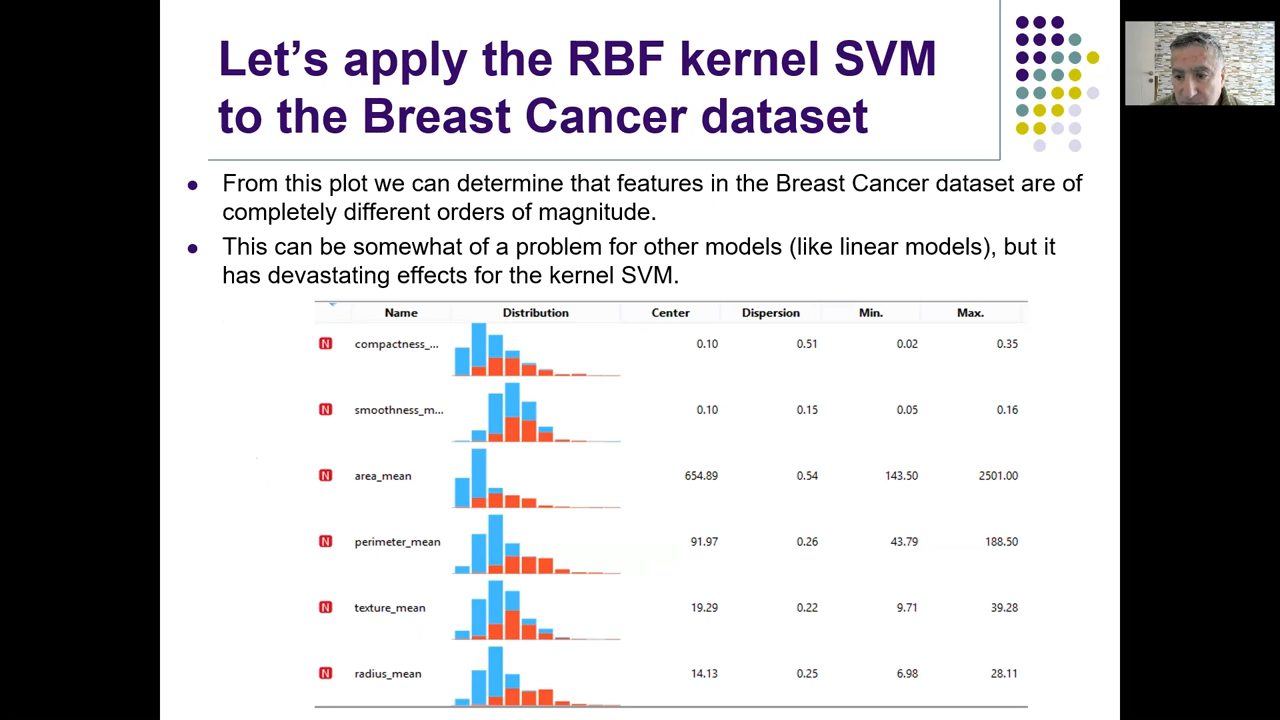 Let's apply the RBF kernel SVM
to the Breast Cancer dataset
● From this plot we can determine that features in the Breast Cancer dataset are of
completely different orders of magnitude.
● This can be somewhat of a problem for other models (like linear models), but it
has devastating effects for the kernel SVM.
Name Distribution Center Dispersion Min. Max.
N compactness_... 0.10 0.51 0.02 0.35
N smoothness_m... 0.10 0.15 0.05 0.16
N area_mean 654.89 0.54 143.50 2501.00
N perimeter_mean 91.97 0.26 43.79 188.50
N texture_mean 19.29 0.22 9.71 39.28
N radius_mean 14.13 0.25 6.98 28.11